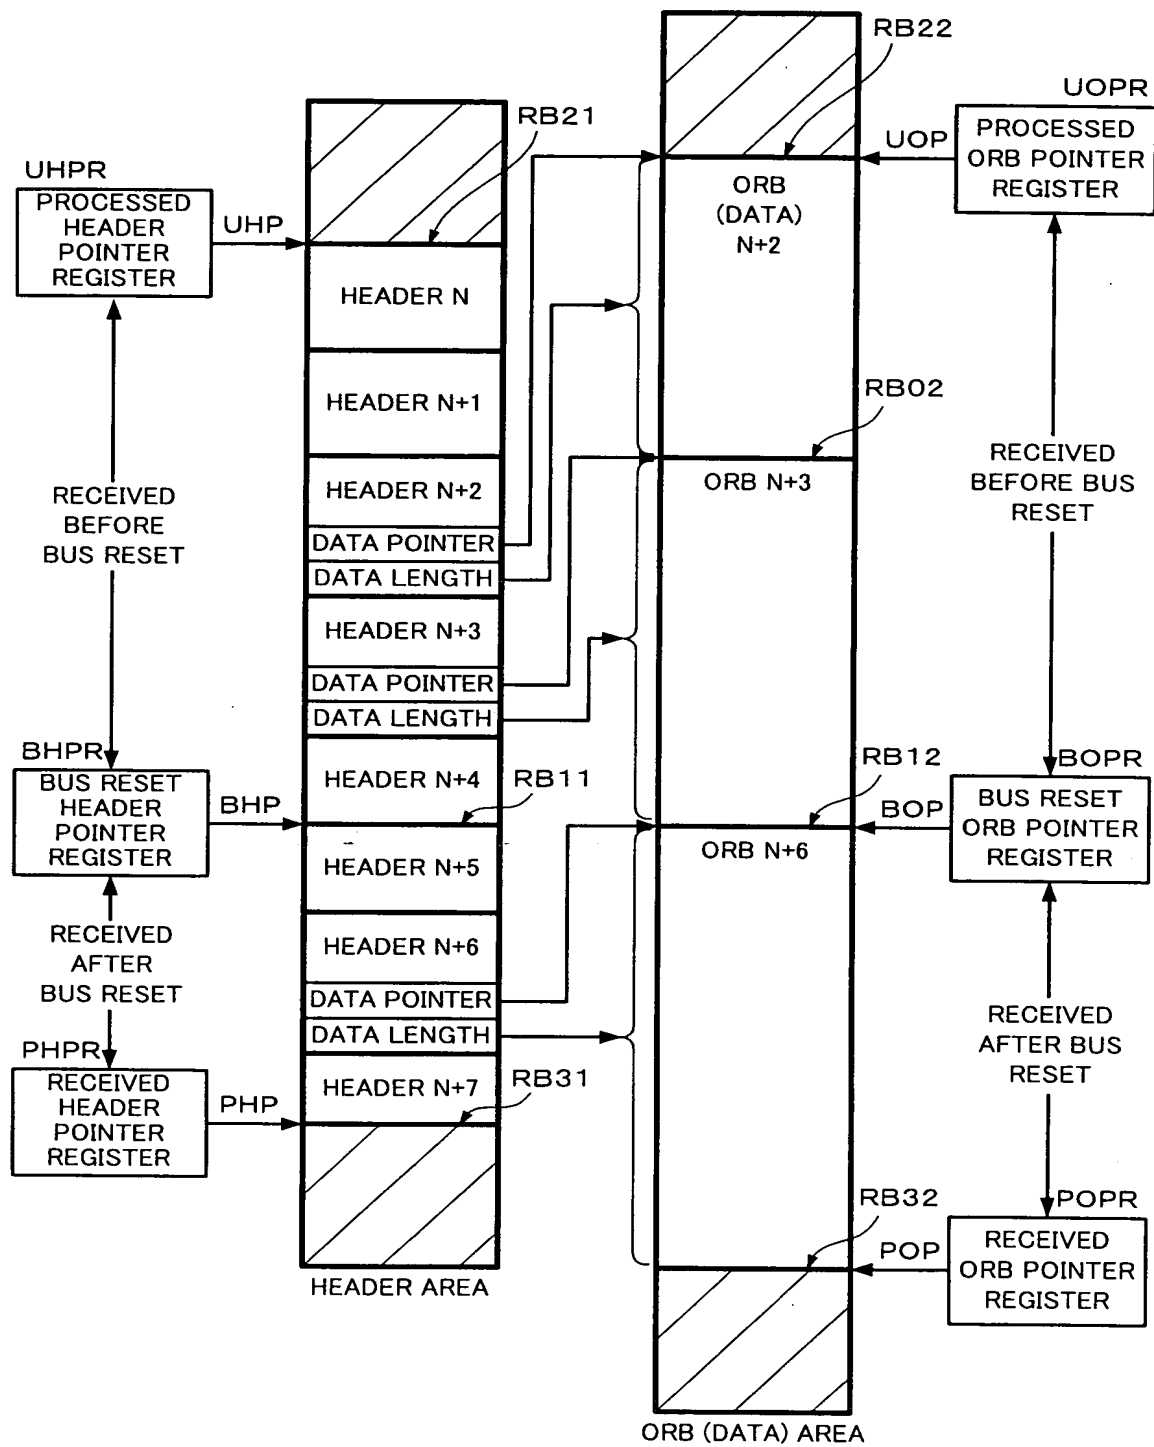 RB22
UOPR
RB21
PROCESSED
ORB POINTER
REGISTER
UOP
UHPR
PROCESSED
HEADER
POINTER
REGISTER
UHP
ORB
(DATA)
N+2
HEADER N
RB02
HEADER N+1
RECEIVED
BEFORE BUS
RESET
ORB N+3
HEADER N+2
RECEIVED
BEFORE
BUS RESET
DATA POINTER
DATA LENGTH
HEADER N+3
DATA POINTER
DATA LENGTH
BHPR
BUS RESET
HEADER
POINTER
REGISTER
BHP
HEADER N+4
RB11
RB12
BOPR
BOP
BUS RESET
ORB POINTER
REGISTER
ORB N+6
HEADER N+5
RECEIVED
AFTER
BUS RESET
HEADER N+6
DATA POINTER
DATA LENGTH
RECEIVED
AFTER BUS
RESET
PHPR
RECEIVED
HEADER
POINTER
REGISTER
PHP
HEADER N+7
RB31
RB32
POPR
POP
RECEIVED
ORB POINTER
REGISTER
HEADER AREA
ORB (DATA) AREA